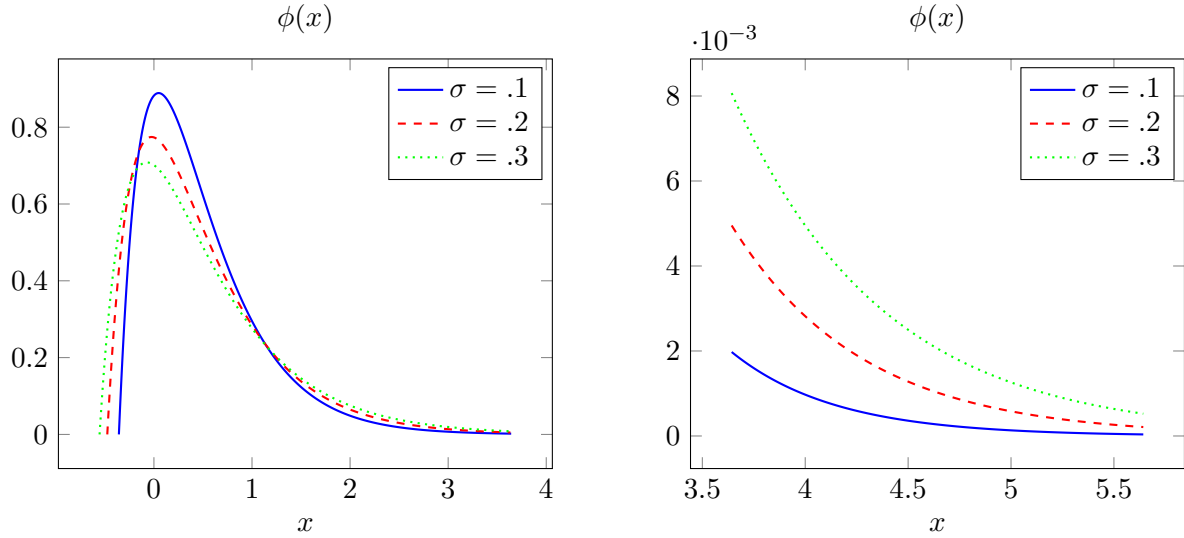 ϕ(x)
σ = .1
σ = .2
σ = .3
0.8
0.6
0.4
0.2
0
0 1 2 3 4
x
ϕ(x)
·10−3
σ = .1
σ = .2
σ = .3
8
6
4
2
0
3.5 4 4.5 5 5.5
x